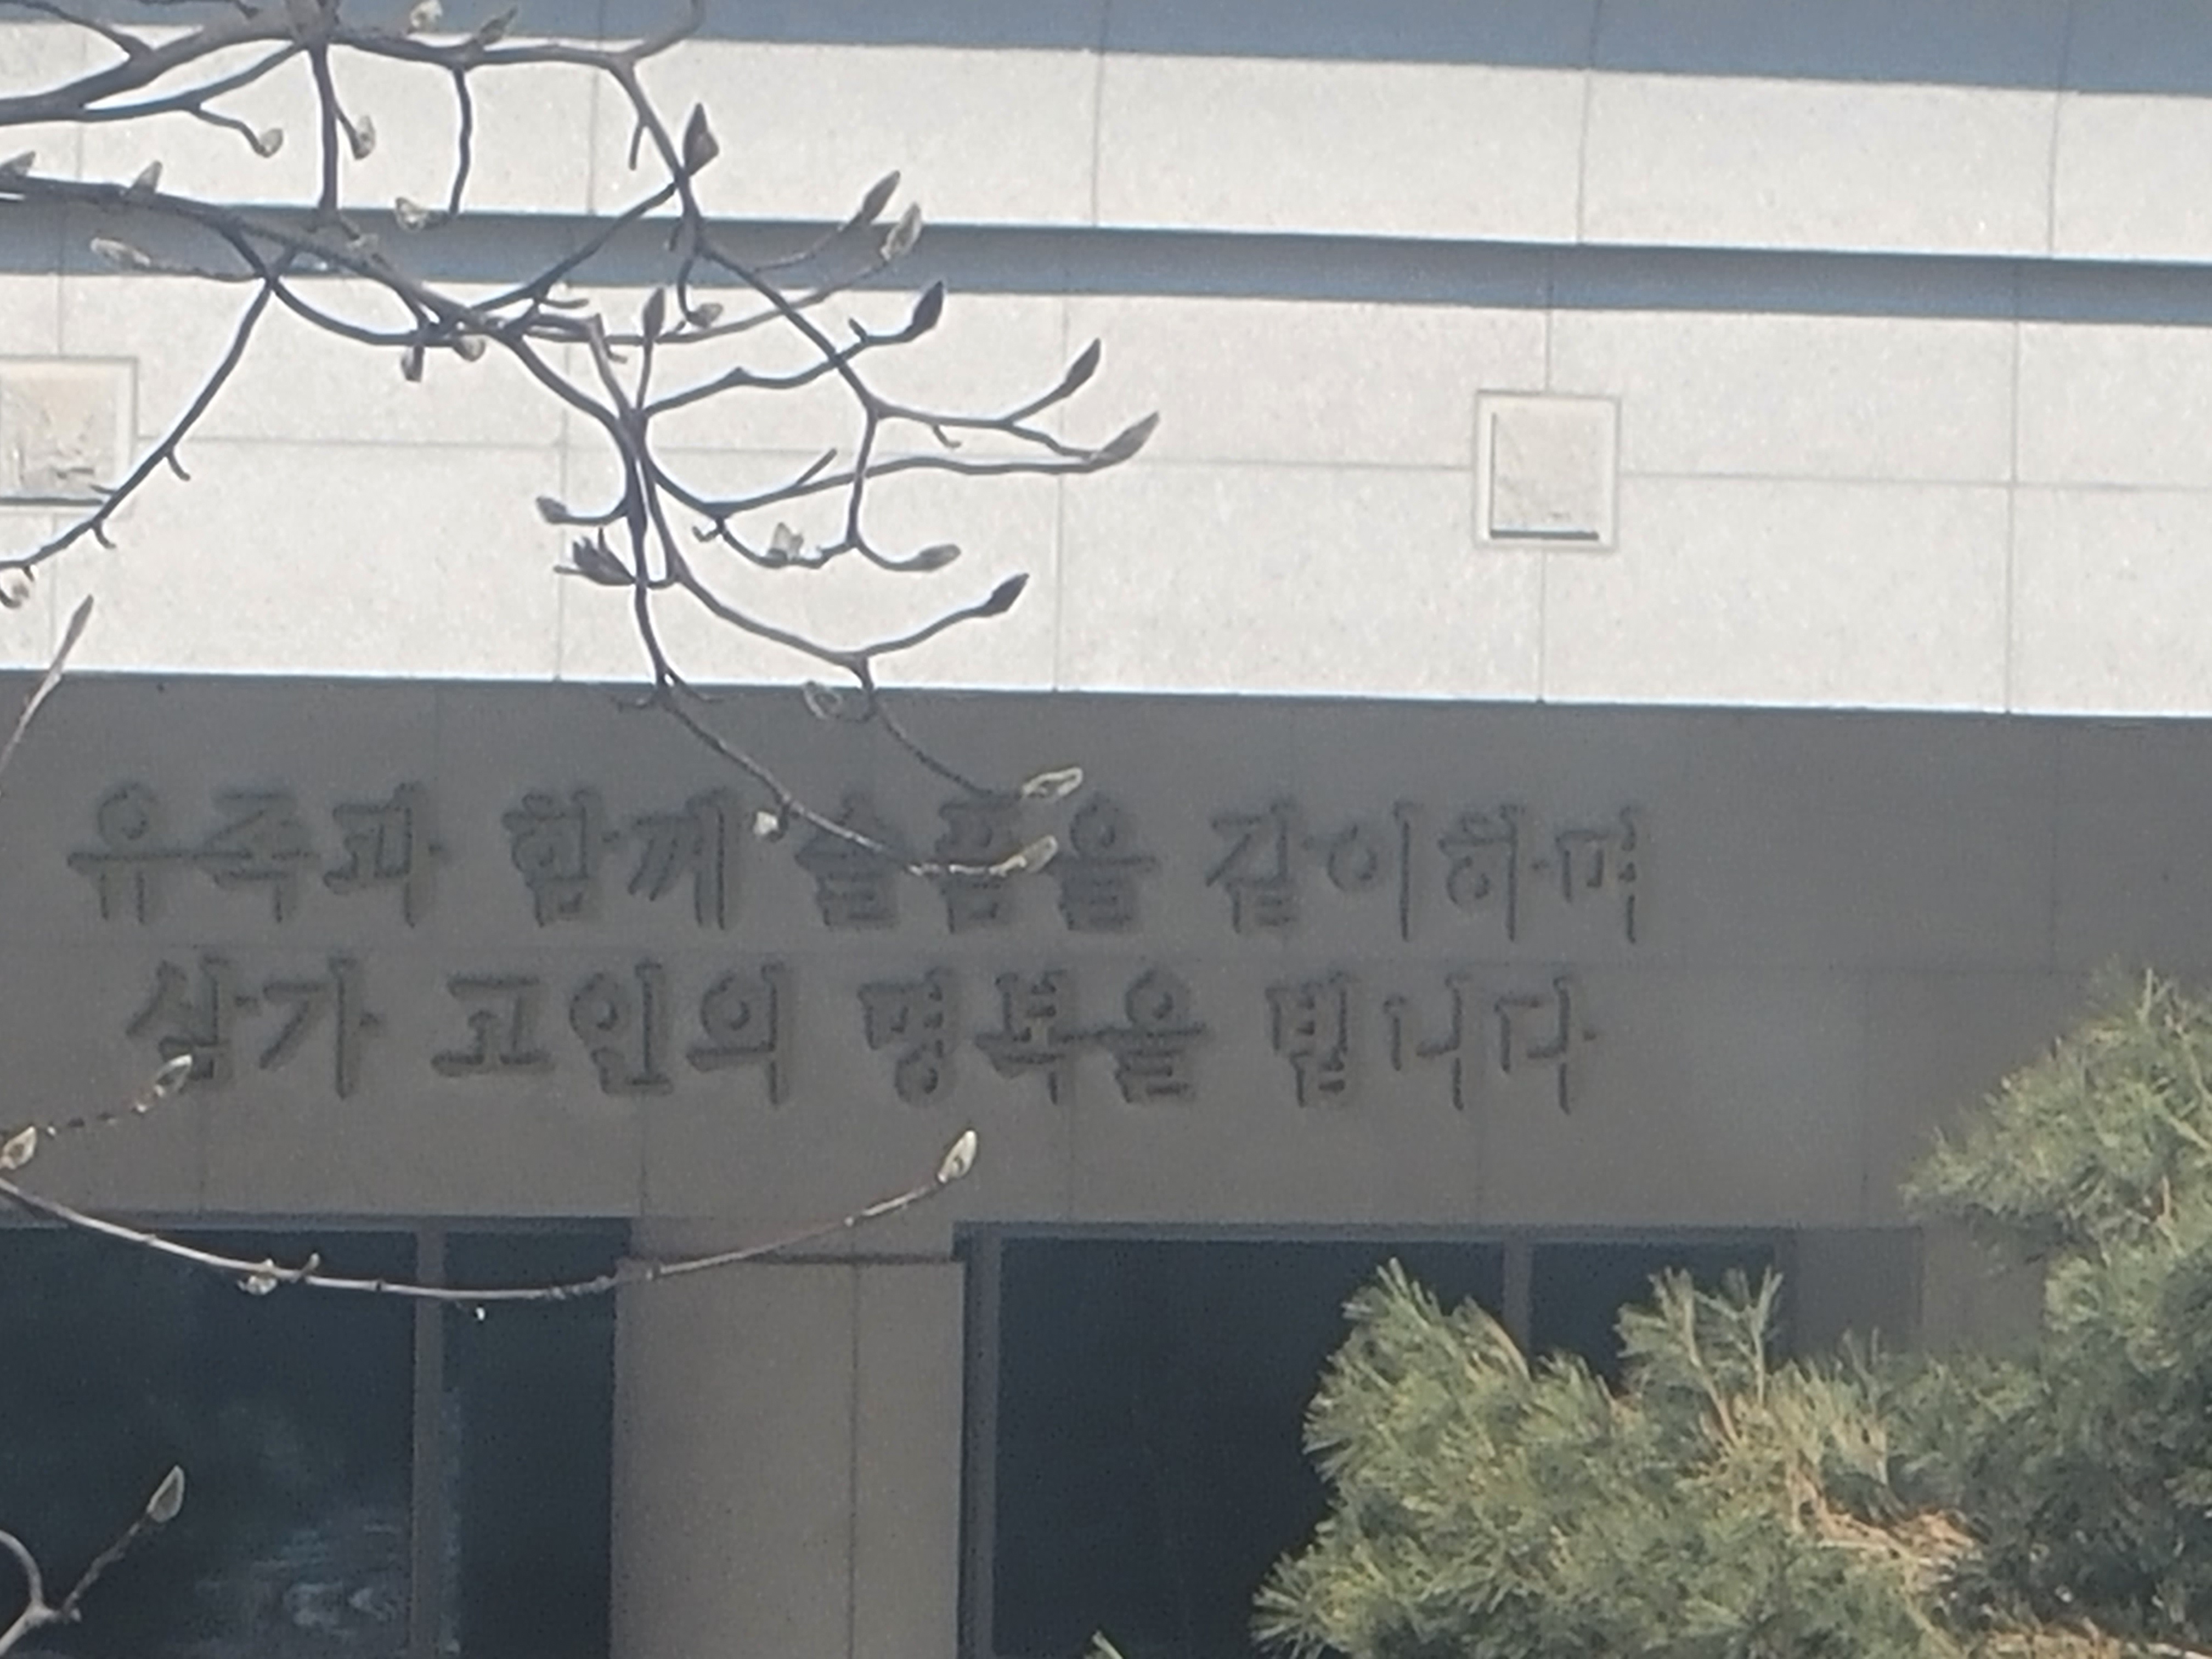 유족과 함께 슬픔을 같이하며
삼가 고인의 명복을 빕니다